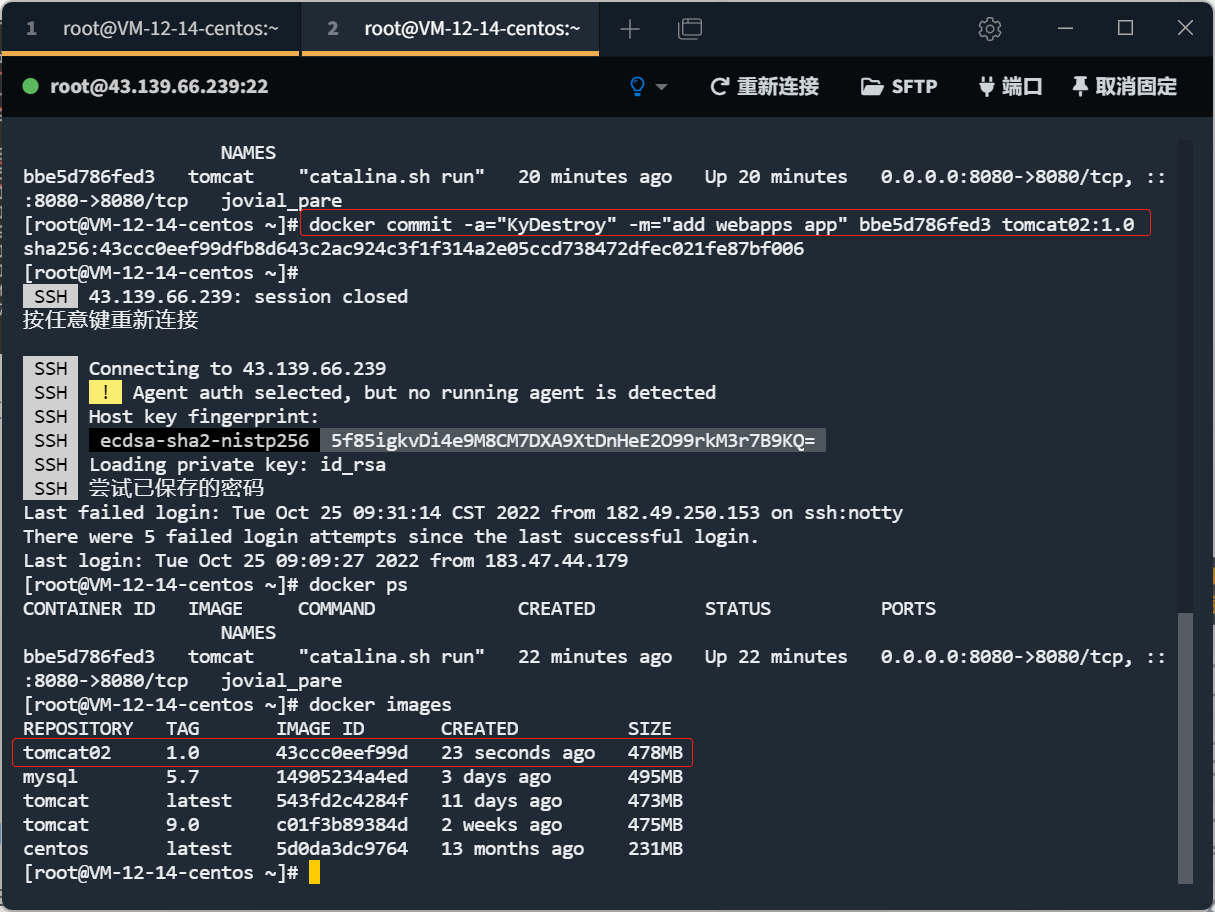 1 root@VM-12-14-centos:~ 2 root@VM-12-14-centos:~
root@43.139.66.239:22 重新连接 SFTP 端口 取消固定
NAMES
bbe5d786fed3 tomcat "catalina.sh run" 20 minutes ago Up 20 minutes 0.0.0.0:8080->8080/tcp, ::
:8080->8080/tcp jovial_pare
[root@VM-12-14-centos ~]# docker commit -a="KyDestroy" -m="add webapps app" bbe5d786fed3 tomcat02:1.0
sha256:43ccc0eef99dfb8d643c2ac924c3f1f314a2e05ccd738472dfec021fe87bf006
[root@VM-12-14-centos ~]#
SSH 43.139.66.239: session closed
按任意键重新连接
SSH Connecting to 43.139.66.239
SSH ! Agent auth selected, but no running agent is detected
SSH Host key fingerprint:
SSH ecdsa-sha2-nistp256 5f85igkvDi4e9M8CM7DXA9XtDnHeE2O99rkM3r7B9KQ=
SSH Loading private key: id_rsa
SSH 尝试已保存的密码
Last failed login: Tue Oct 25 09:31:14 CST 2022 from 182.49.250.153 on ssh:notty
There were 5 failed login attempts since the last successful login.
Last login: Tue Oct 25 09:09:27 2022 from 183.47.44.179
[root@VM-12-14-centos ~]# docker ps
CONTAINER ID IMAGE COMMAND CREATED STATUS PORTS
NAMES
bbe5d786fed3 tomcat "catalina.sh run" 22 minutes ago Up 22 minutes 0.0.0.0:8080->8080/tcp, ::
:8080->8080/tcp jovial_pare
[root@VM-12-14-centos ~]# docker images
REPOSITORY TAG IMAGE ID CREATED SIZE
tomcat02 1.0 43ccc0eef99d 23 seconds ago 478MB
mysql 5.7 14905234a4ed 3 days ago 495MB
tomcat latest 543fd2c4284f 11 days ago 473MB
tomcat 9.0 c01f3b89384d 2 weeks ago 475MB
centos latest 5d0da3dc9764 13 months ago 231MB
[root@VM-12-14-centos ~]#